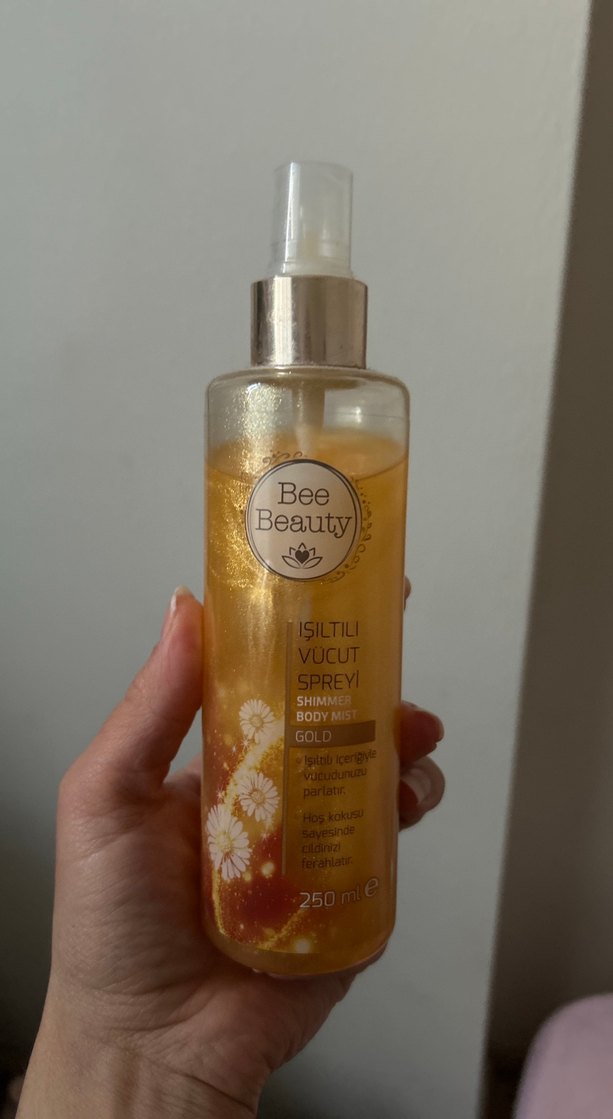 Bee
Beauty
IŞILTILI
VÜCUT
SPREYİ
SHIMMER
BODY MIST
GOLD
Işıltılı içeriğiyle
vücudunuzu
parlatır.
Hoş kokusu
sayesinde
cildinizi
ferahlatır.
250 ml e